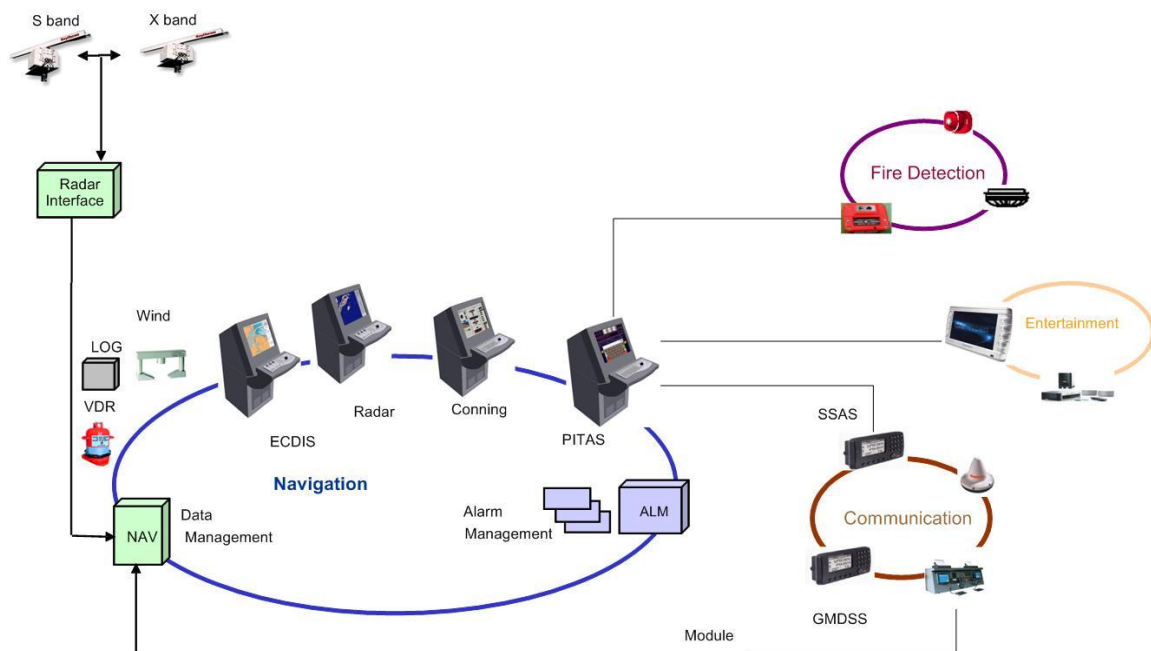 S band
X band
Radar
Interface
Fire Detection
Wind
LOG
VDR
Entertainment
Radar
Conning
ECDIS
PITAS
SSAS
Navigation
Data
Management
NAV
Alarm
Management
ALM
Communication
GMDSS
Module